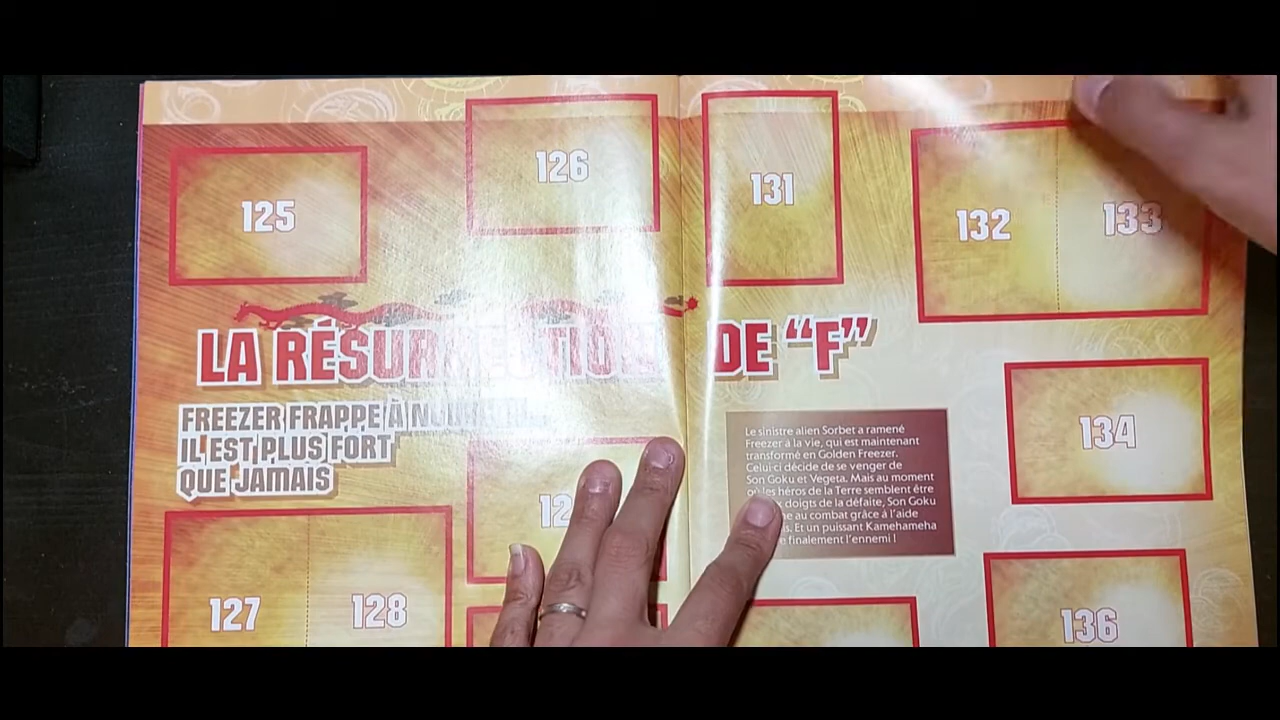 125
126
131
132
133
LA RÉSURRECTION DE “F”
FREEZER FRAPPE À
IL EST PLUS FORT
QUE JAMAIS
127
128
Le sinistre alien Sorbet a ramené
Freezer à la vie, qui est maintenant
transformé en Golden Freezer.
Celui-ci décide de se venger de
Son Goku et Vegeta. Mais au moment
où les héros de la Terre semblent être
doigts de la défaite, Son Goku
au combat grâce à l’aide
Et un puissant Kamehameha
finalement l’ennemi !
134
136